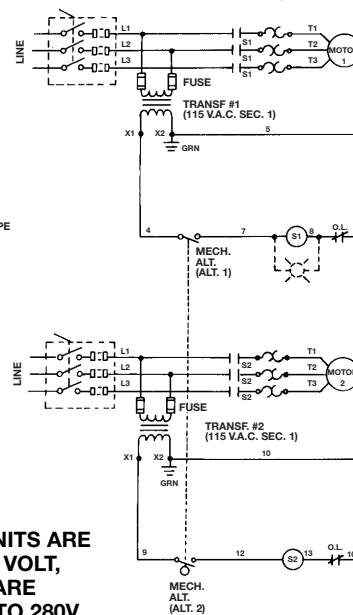 LINE
L1
L2
L3
S1
S1
S1
T1
T2
T3
MOTOR
1
FUSE
TRANSF #1
(115 V.A.C. SEC. 1)
X1
X2
5
GRN
PE
4
7
S1
8
O.L.
MECH.
ALT.
(ALT. 1)
LINE
L1
L2
L3
S2
S2
S2
T1
T2
T3
MOTOR
2
FUSE
TRANSF. #2
(115 V.A.C. SEC. 1)
X1
X2
10
GRN
NITS ARE
VOLT,
ARE
TO 280V
9
12
S2
13
O.L.
10
MECH.
ALT.
(ALT. 2)